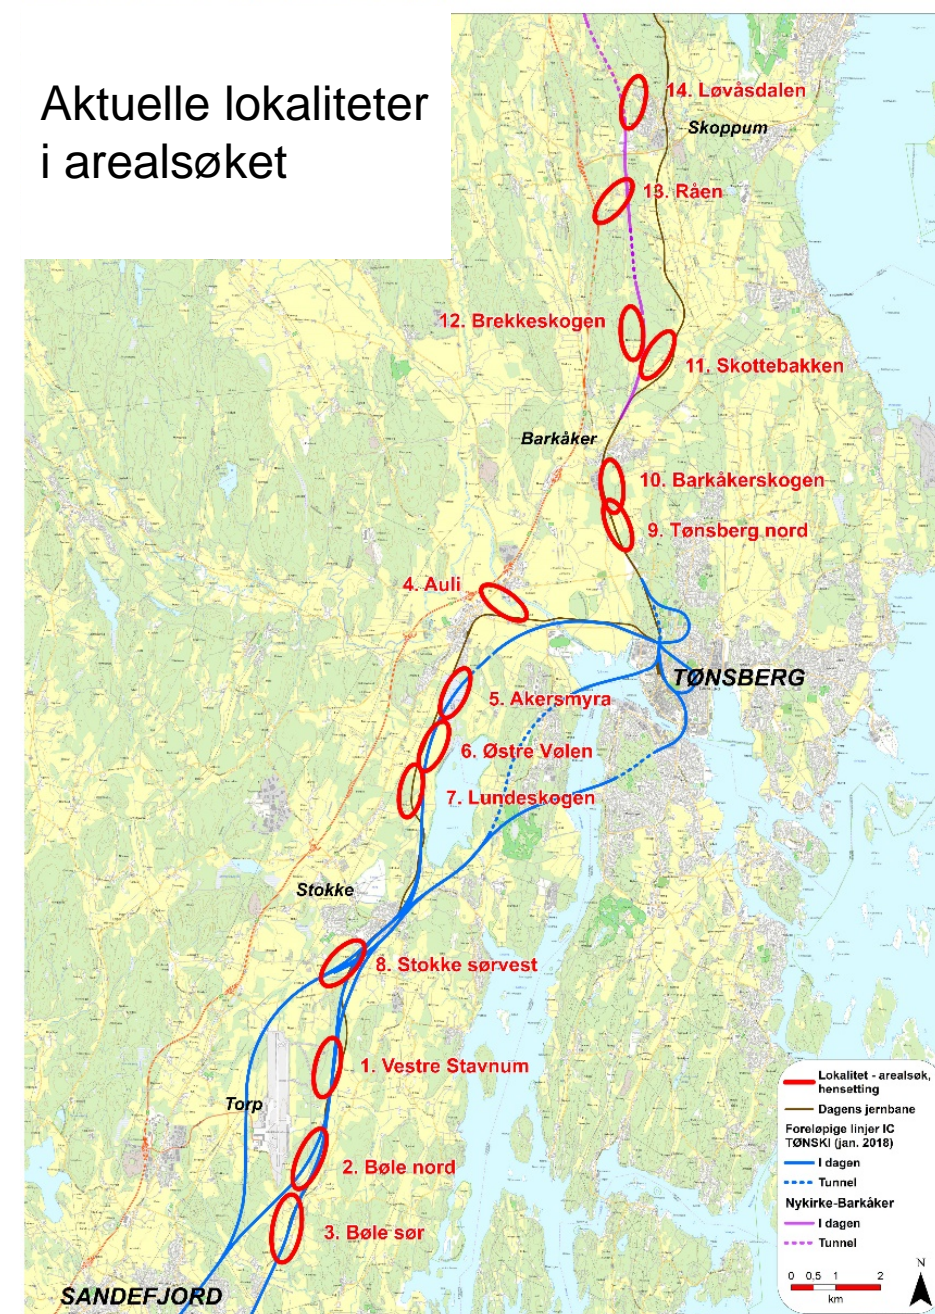 Aktuelle lokaliteter
i arealsøket
14. Løvåsdalen
Skoppum
13. Råen
12. Brekkeskogen
11. Skottebakken
Barkåker
10. Barkåkerskogen
9. Tønsberg nord
4. Auli
TØNSBERG
5. Akersmyra
6. Østre Vølen
7. Lundeskogen
Stokke
8. Stokke sørvest
1. Vestre Stavnum
Torp
2. Bøle nord
3. Bøle sør
SANDEFJORD
Lokalitet - arealsøk,
hensetting
Dagens jernbane
Foreløpige linjer IC
TØNSKI (jan. 2018)
I dagen
Tunnel
Nykirke-Barkåker
I dagen
Tunnel
0 0,5 1 2
km
N